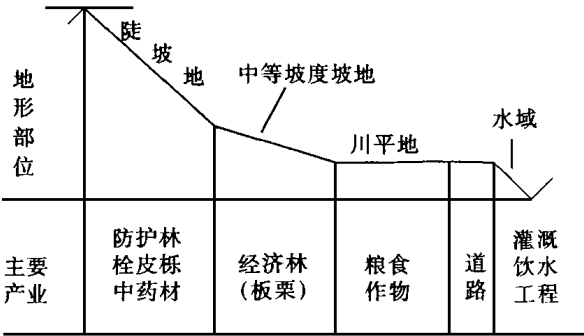 陡坡地
中等坡度坡地
川平地
水域
地形部位
主要
产业
防护林
栓皮栎
中药材
经济林
(板栗)
粮食
作物
道路
灌溉
饮水
工程